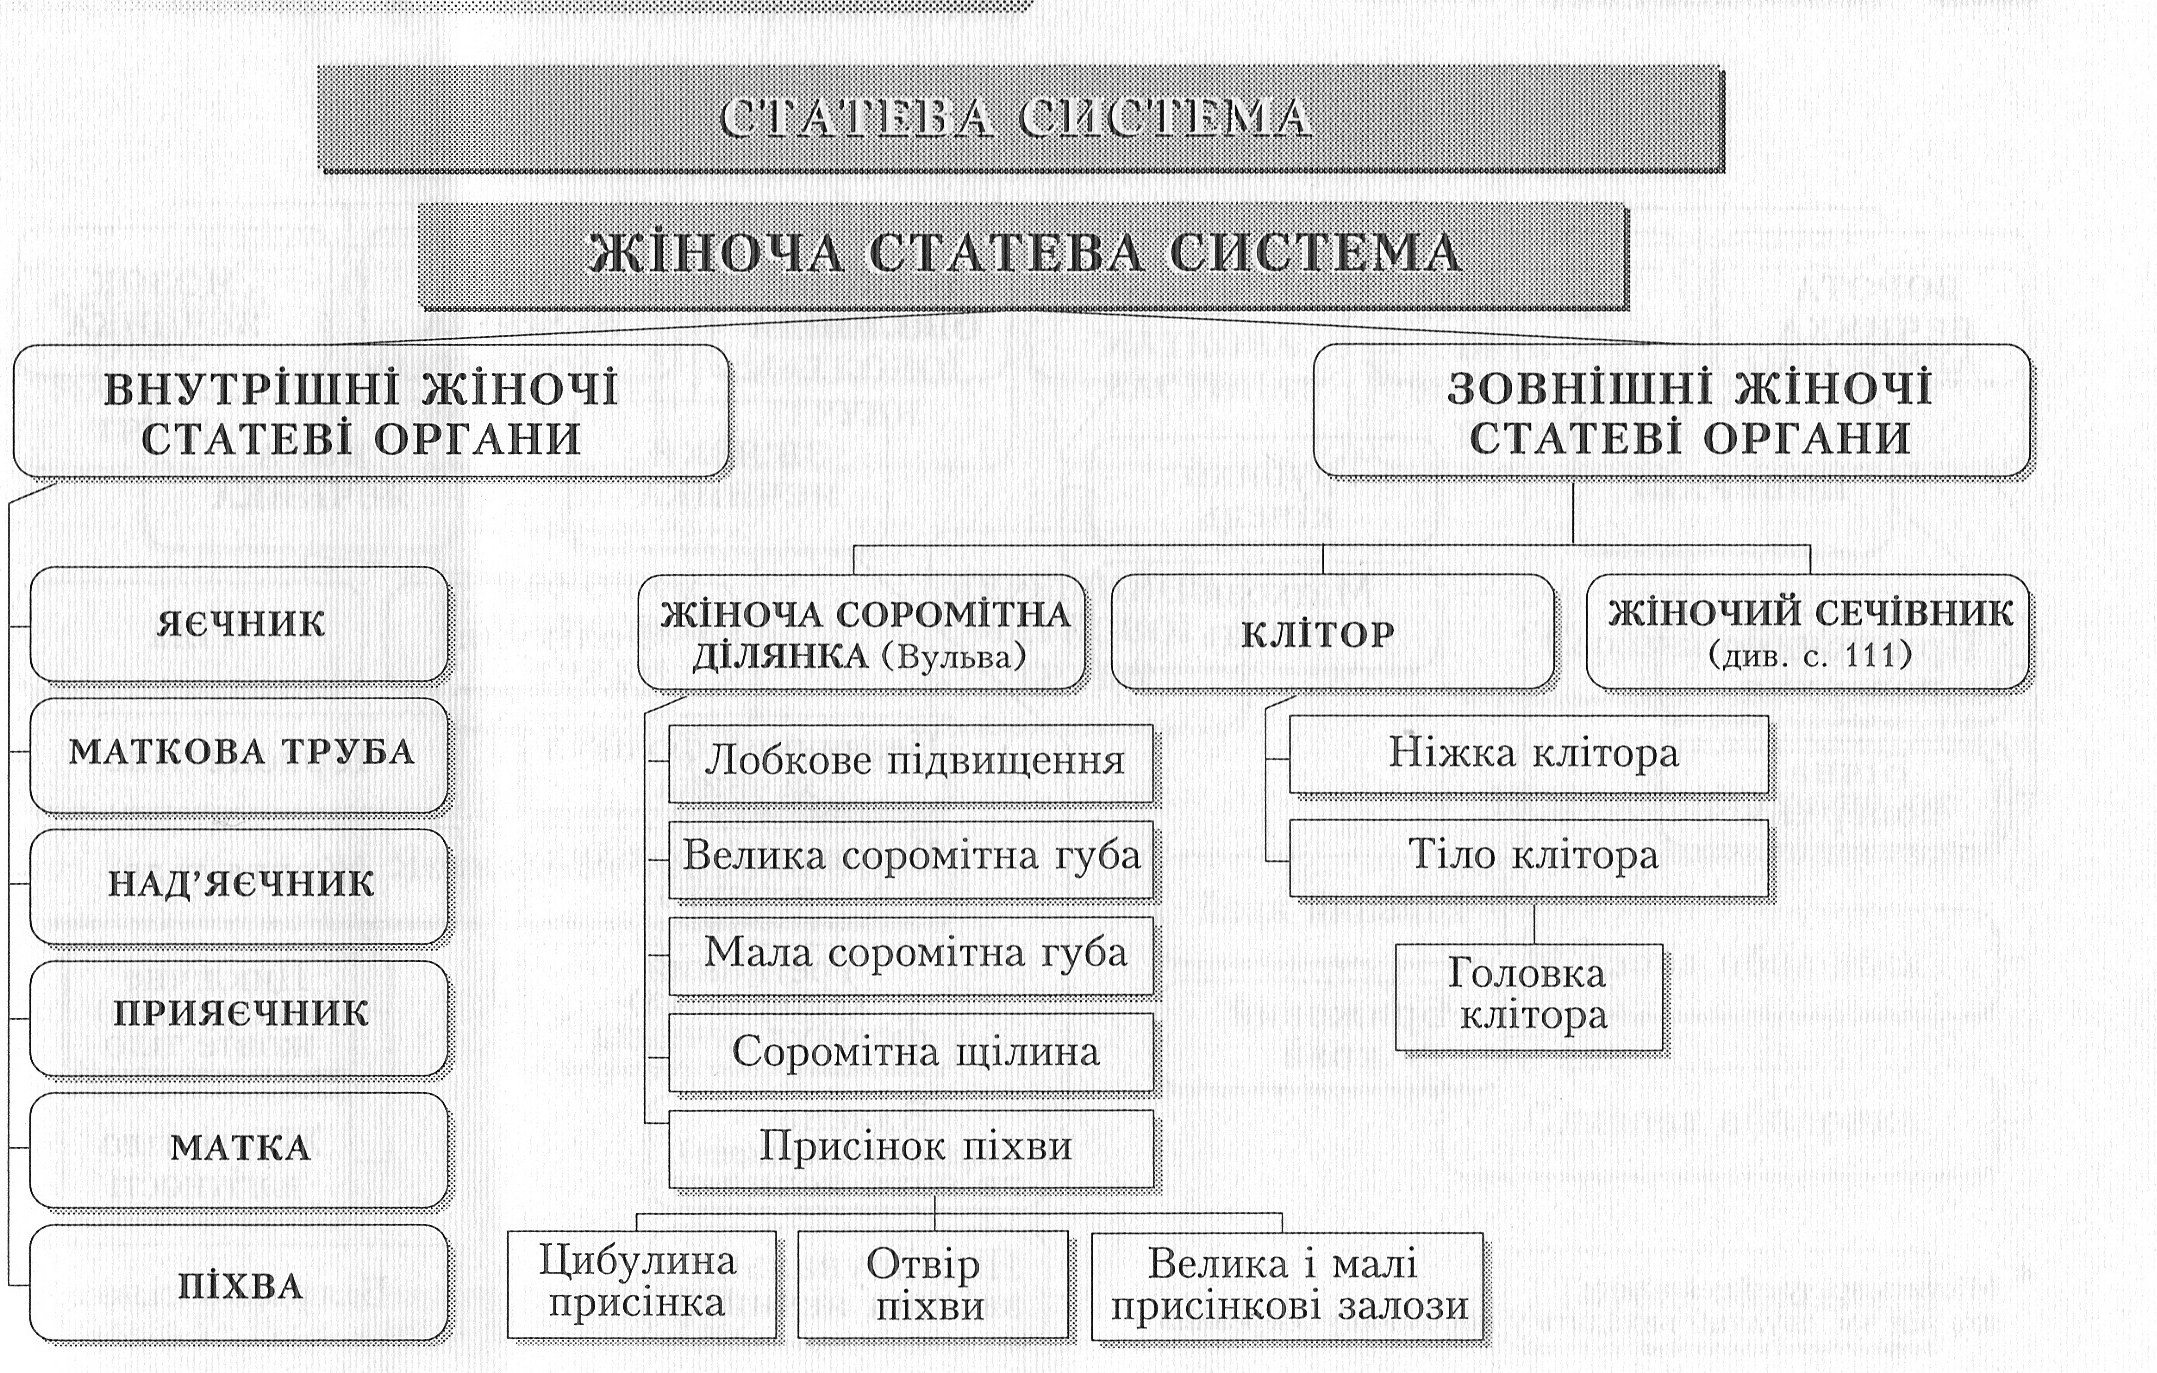 СТАТЕВА СИСТЕМА
ЖІНОЧА СТАТЕВА СИСТЕМА
ВНУТРІШНІ ЖІНОЧІ
СТАТЕВІ ОРГАНИ
ЯЄЧНИК
МАТКОВА ТРУБА
НАД’ЯЄЧНИК
ПРИЯЄЧНИК
МАТКА
ПІХВА
ЗОВНІШНІ ЖІНОЧІ
СТАТЕВІ ОРГАНИ
ЖІНОЧА СОРОМІТНА
ДІЛЯНКА (Вульва)
Лобкове підвищення
Велика соромітна губа
Мала соромітна губа
Соромітна щілина
Присінок піхви
Цибулина
присінка
Отвір
піхви
Велика і малі
присінкові залози
КЛІТОР
Ніжка клітора
Тіло клітора
Головка
клітора
ЖІНОЧИЙ СЕЧІВНИК
(див. с. 111)